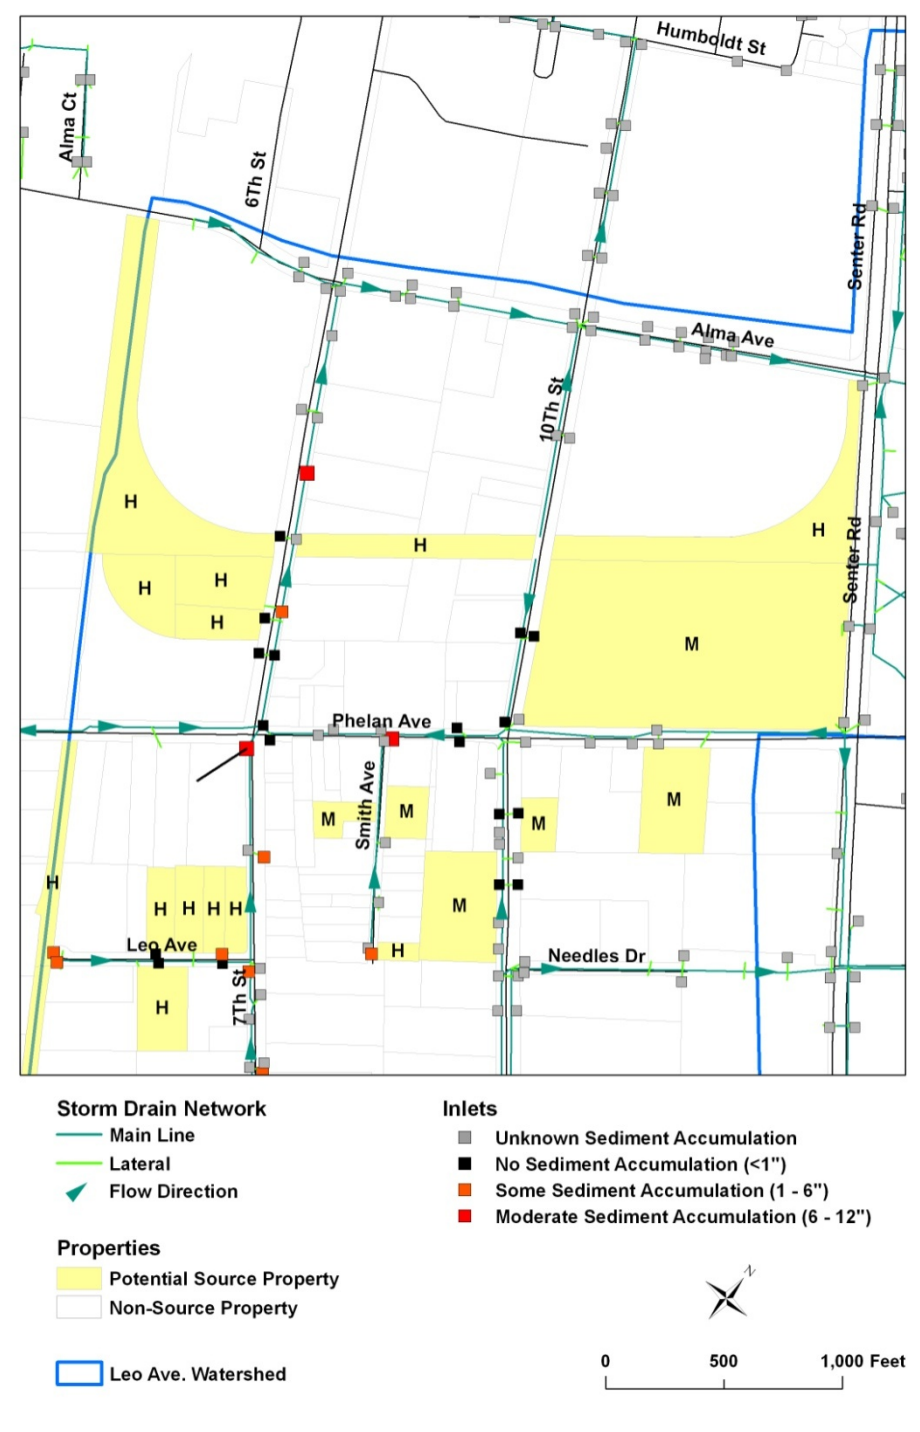 Humboldt St
Alma Ct
6Th St
Senter Rd
Alma Ave
10Th St
H
H
H
H
H
H
Senter Rd
M
Phelan Ave
Smith Ave
M
M
M
M
H
H
H
H
H
M
Leo Ave
H
Needles Dr
H
7Th St
Storm Drain Network
Main Line
Lateral
Flow Direction
Properties
Potential Source Property
Non-Source Property
Leo Ave. Watershed
Inlets
Unknown Sediment Accumulation
No Sediment Accumulation (<1")
Some Sediment Accumulation (1 - 6")
Moderate Sediment Accumulation (6 - 12")
N
0 500 1,000 Feet